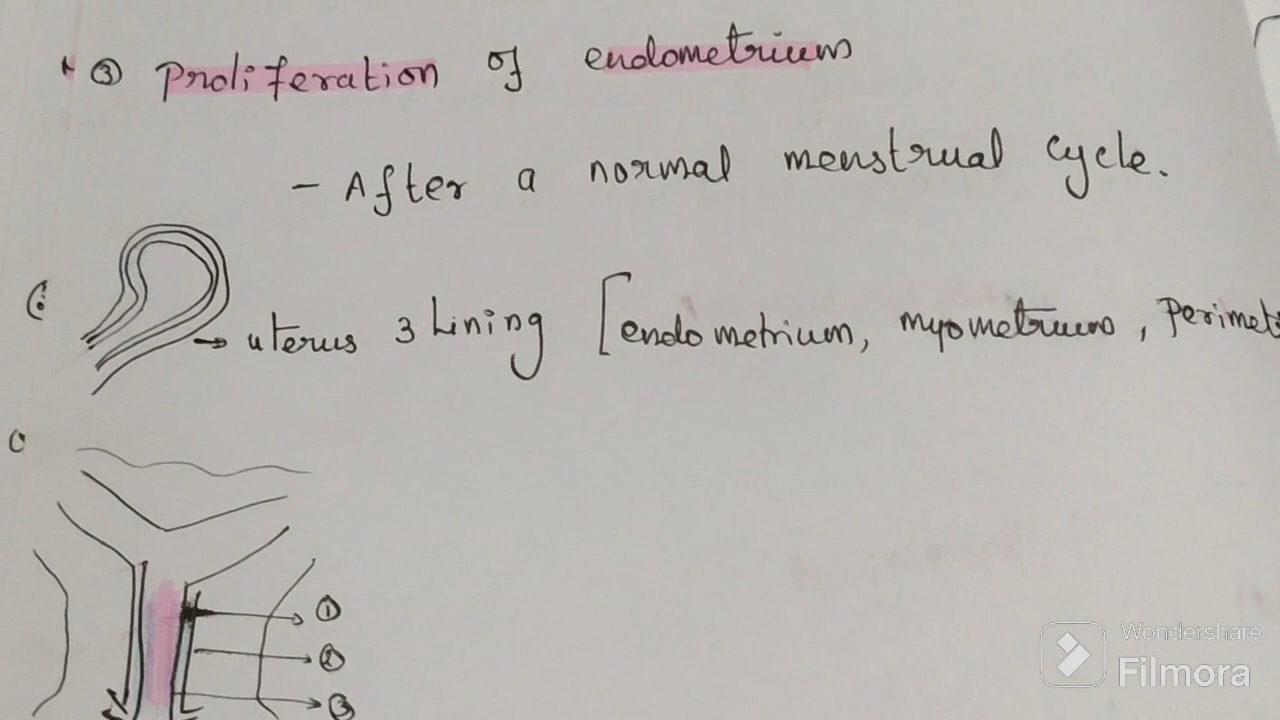 ③ Proliferation of endometrium
- After a normal menstrual cycle.
→ uterus 3 Lining [endometrium, myometrium, Perimet
→ ①
→ ②
→ ③
Wondershare
Filmora